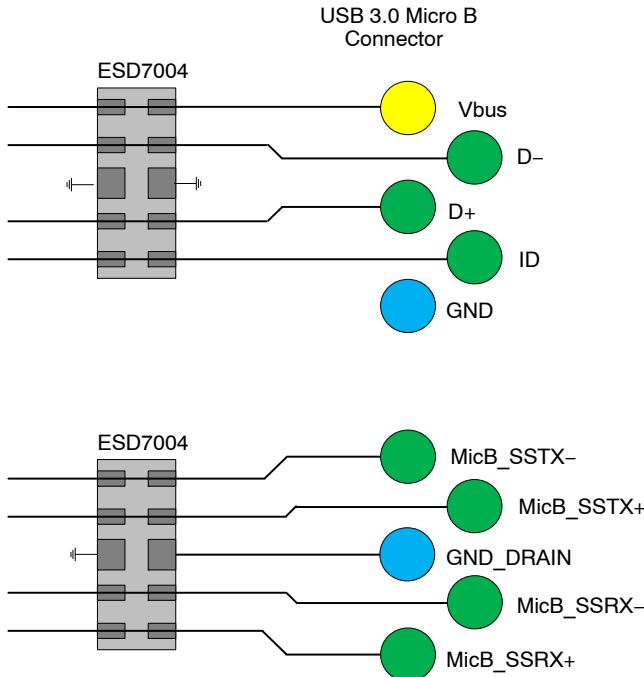 USB 3.0 Micro B
Connector
ESD7004
Vbus
D−
D+
ID
GND
ESD7004
MicB_SSTX−
MicB_SSTX+
GND_DRAIN
MicB_SSRX−
MicB_SSRX+